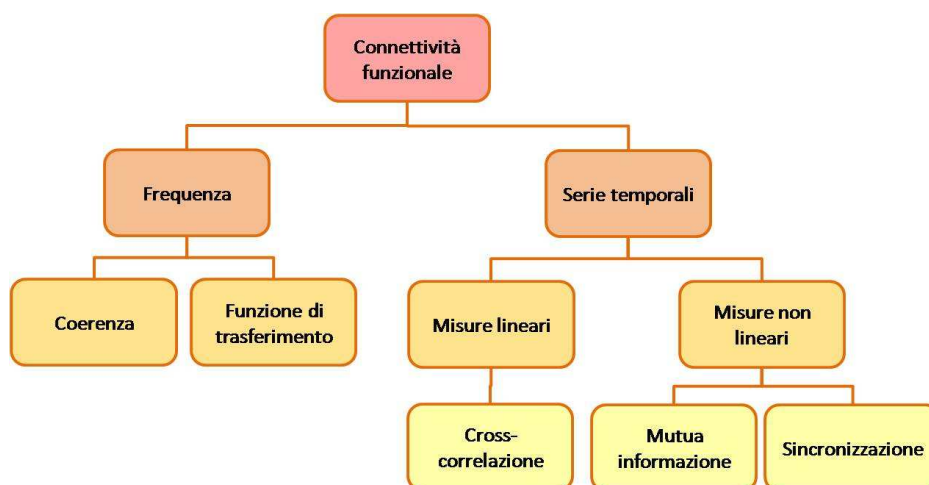 Connettività
funzionale
Frequenza
Serie temporali
Coerenza
Funzione di
trasferimento
Misure lineari
Misure non
lineari
Cross-
correlazione
Mutua
informazione
Sincronizzazione